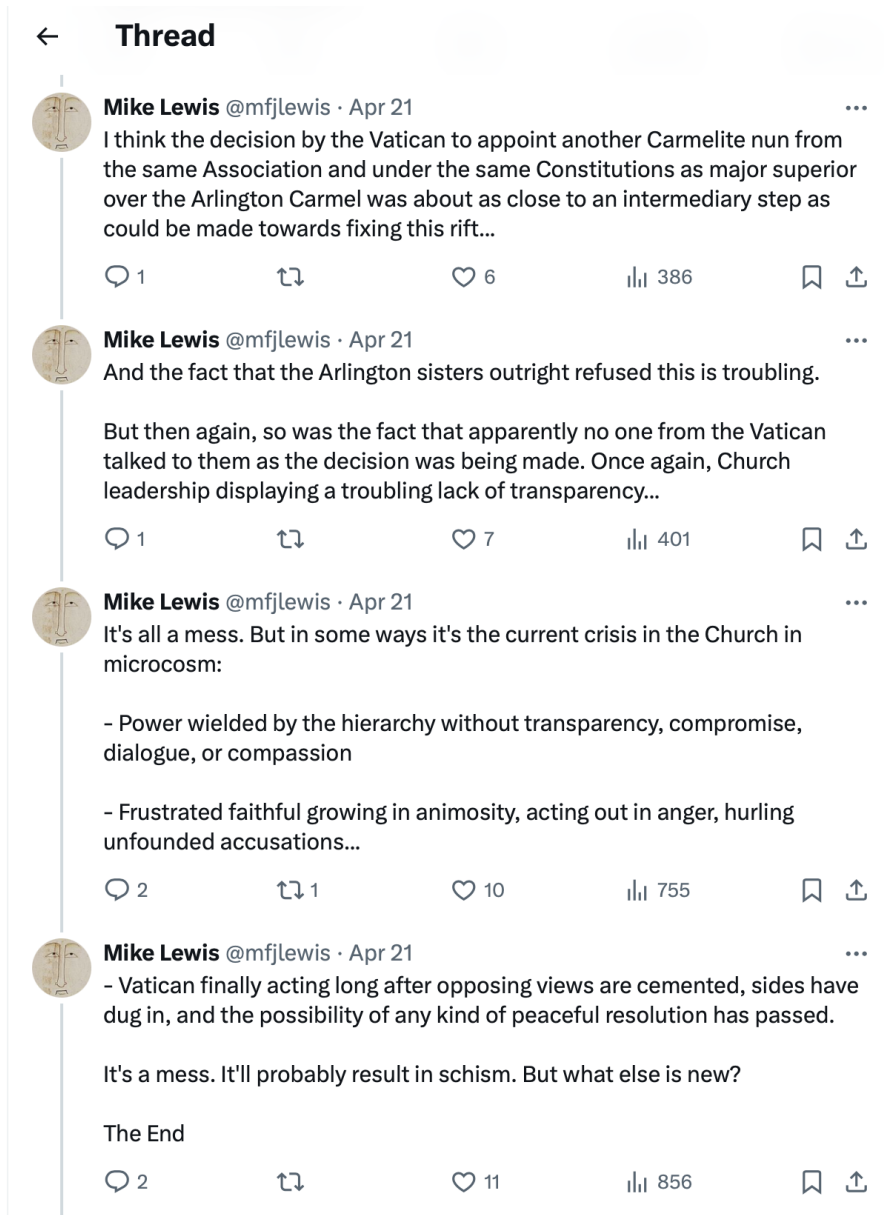 Thread
Mike Lewis @mfjlewis · Apr 21
I think the decision by the Vatican to appoint another Carmelite nun from
the same Association and under the same Constitutions as major superior
over the Arlington Carmel was about as close to an intermediary step as
could be made towards fixing this rift...
1 6 386
Mike Lewis @mfjlewis · Apr 21
And the fact that the Arlington sisters outright refused this is troubling.
But then again, so was the fact that apparently no one from the Vatican
talked to them as the decision was being made. Once again, Church
leadership displaying a troubling lack of transparency...
1 7 401
Mike Lewis @mfjlewis · Apr 21
It's all a mess. But in some ways it's the current crisis in the Church in
microcosm:
- Power wielded by the hierarchy without transparency, compromise,
dialogue, or compassion
- Frustrated faithful growing in animosity, acting out in anger, hurling
unfounded accusations...
2 1 10 755
Mike Lewis @mfjlewis · Apr 21
- Vatican finally acting long after opposing views are cemented, sides have
dug in, and the possibility of any kind of peaceful resolution has passed.
It's a mess. It'll probably result in schism. But what else is new?
The End
2 11 856